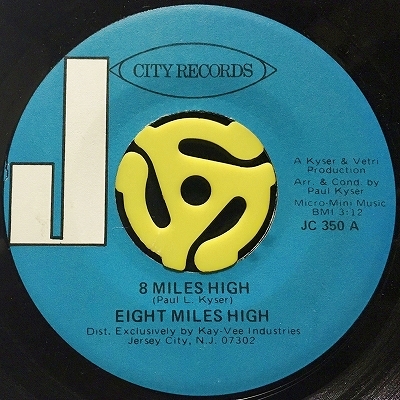 J
CITY RECORDS
A Kyser & Vetri
Production
Arr. & Cond. by
Paul Kyser
Micro-Mini Music
BMI 3:12
JC 350 A
8 MILES HIGH
(Paul L. Kyser)
EIGHT MILES HIGH
Dist. Exclusively by Kay-Vee Industries
Jersey City, N.J. 07302